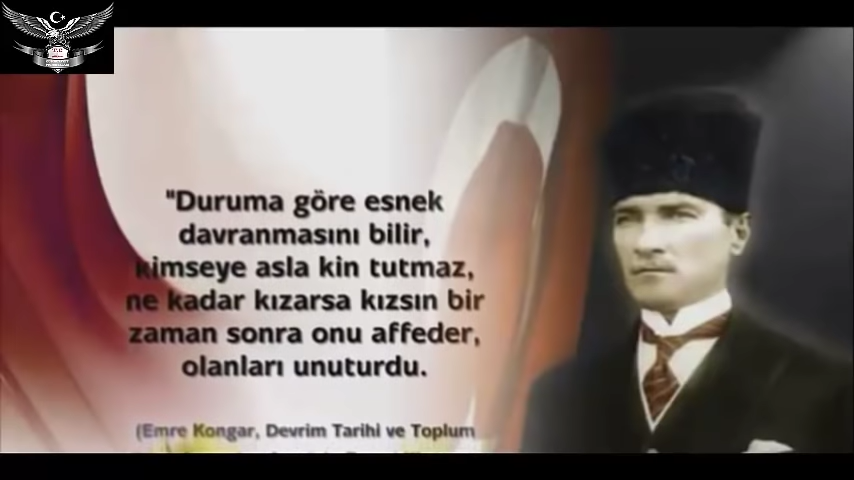 "Duruma göre esnek
davranmasını bilir,
kimseye asla kin tutmaz,
ne kadar kızarsa kızsın bir
zaman sonra onu affeder,
olanları unuturdu.
(Emre Kongar, Devrim Tarihi ve Toplum